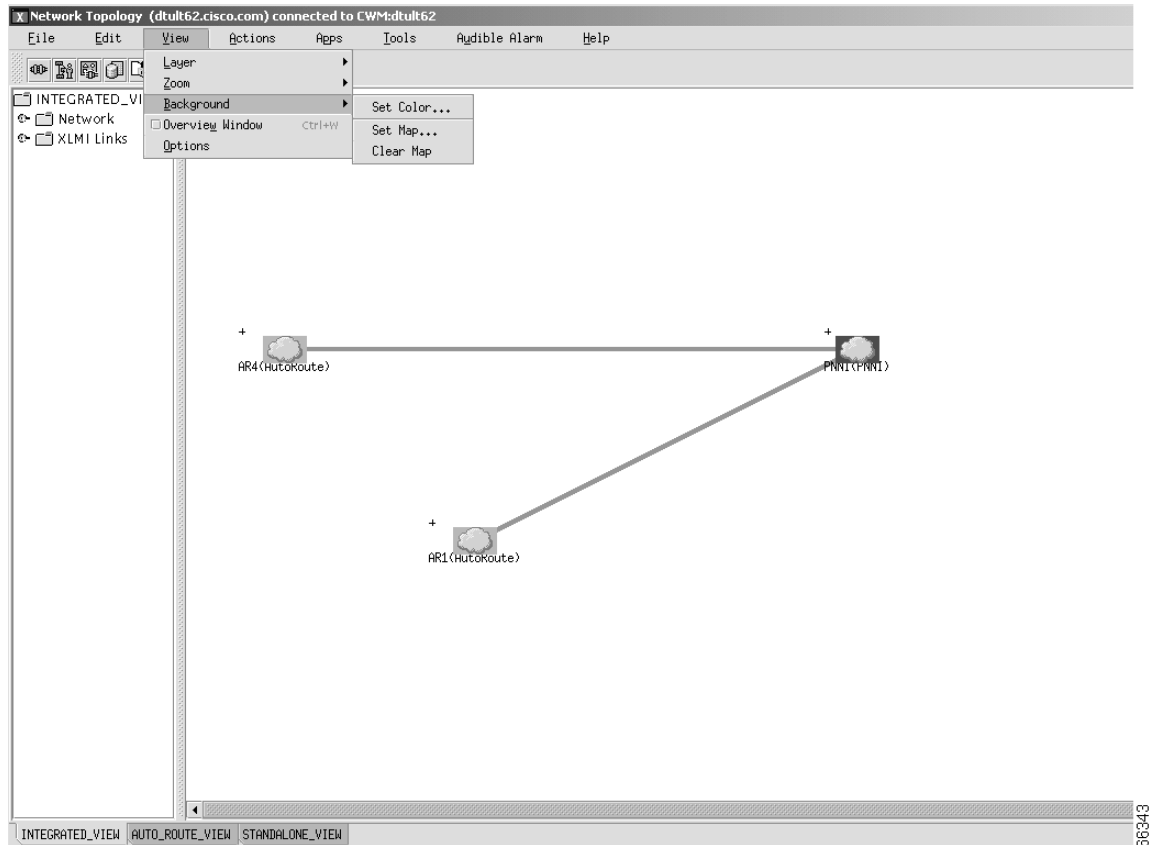 X Network Topology (dtult62.cisco.com) connected to CWM:dtult62
File Edit View Actions Apps Tools Audible Alarm Help
Layer
Zoom
Background
Overview Window Ctrl+W
Options
Set Color...
Set Map...
Clear Map
INTEGRATED_VI
Network
XLMI Links
+
AR4(AutoRoute)
+
PNNI(PNNI)
+
AR1(AutoRoute)
INTEGRATED_VIEW AUTO_ROUTE_VIEW STANDALONE_VIEW
66343